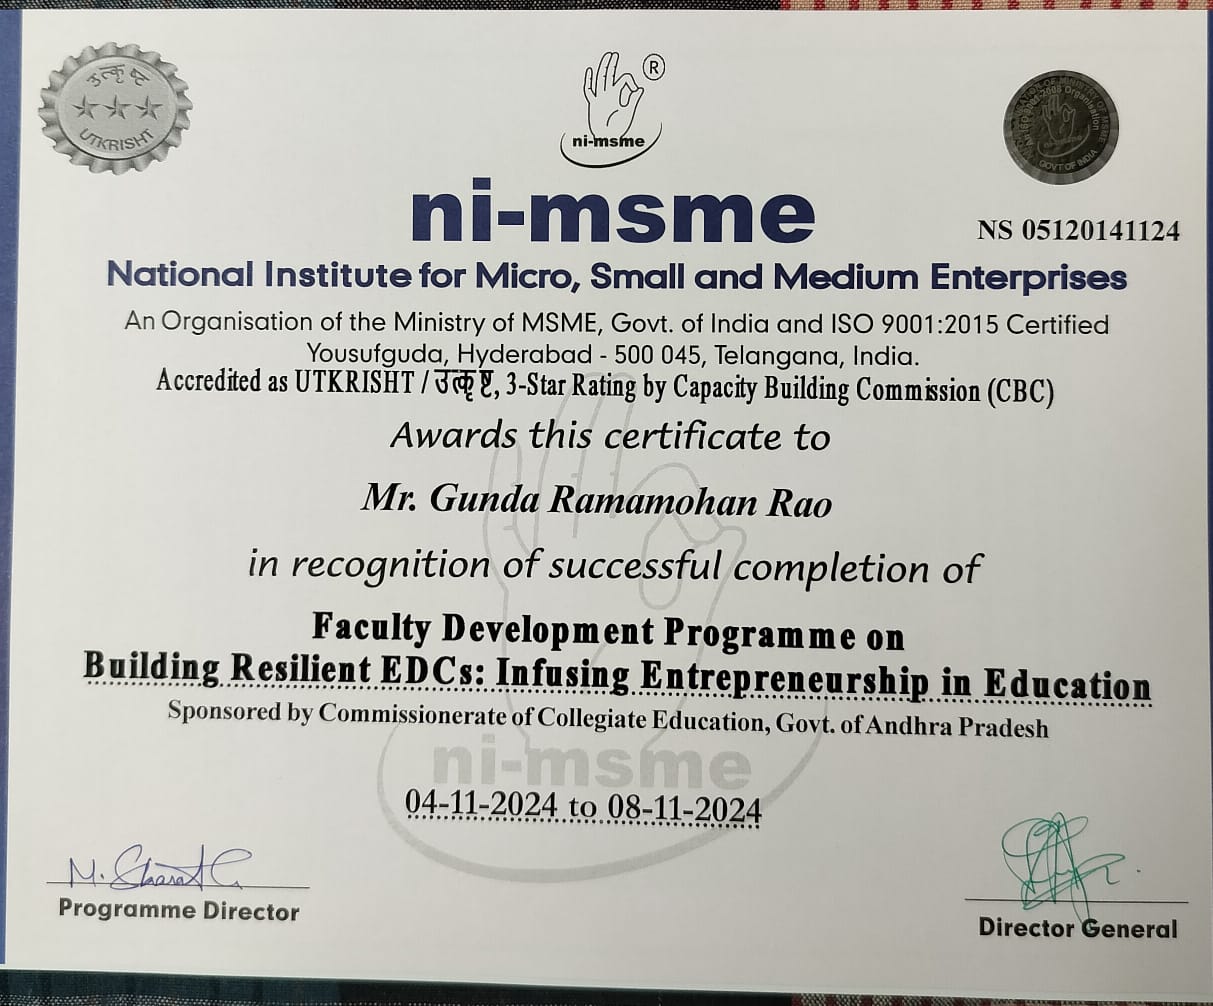 उत्कृष्ट
UTKRISHT
®
ni-msme
GOVT OF INDIA
ni-msme
NS 05120141124
National Institute for Micro, Small and Medium Enterprises
An Organisation of the Ministry of MSME, Govt. of India and ISO 9001:2015 Certified
Yousufguda, Hyderabad - 500 045, Telangana, India.
Accredited as UTKRISHT / उत्कृष्ट, 3-Star Rating by Capacity Building Commission (CBC)
Awards this certificate to
Mr. Gunda Ramamohan Rao
in recognition of successful completion of
Faculty Development Programme on
Building Resilient EDCs: Infusing Entrepreneurship in Education
Sponsored by Commissionerate of Collegiate Education, Govt. of Andhra Pradesh
ni-msme
04-11-2024 to 08-11-2024
Programme Director
Director General